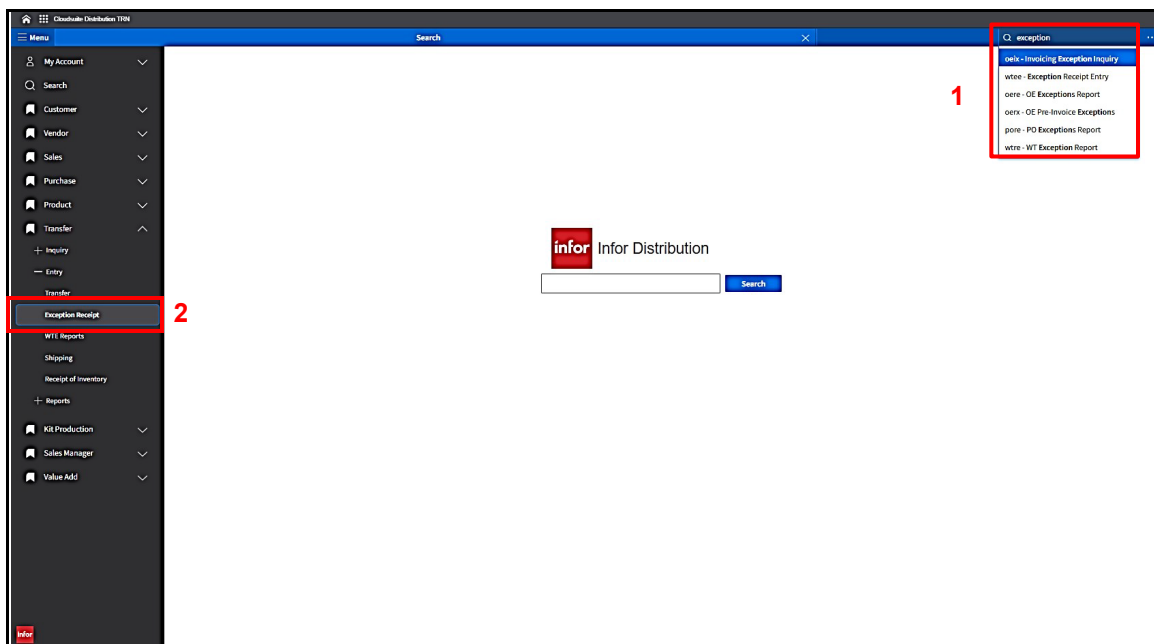 Cloudsuite Distribution TRN
Menu
Search
exception
My Account
Search
Customer
Vendor
Sales
Purchase
Product
Transfer
Inquiry
Entry
Transfer
Exception Receipt
WTE Reports
Shipping
Receipt of Inventory
Reports
Kit Production
Sales Manager
Value Add
infor
oeix - Invoicing Exception Inquiry
wtee - Exception Receipt Entry
oere - OE Exceptions Report
oerx - OE Pre-Invoice Exceptions
pore - PO Exceptions Report
wtre - WT Exception Report
1
2
infor Infor Distribution
Search